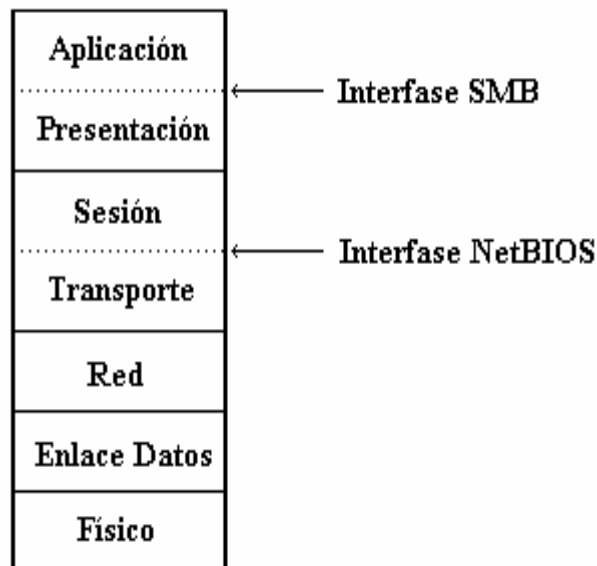 Aplicación
Interfase SMB
Presentación
Sesión
Interfase NetBIOS
Transporte
Red
Enlace Datos
Físico